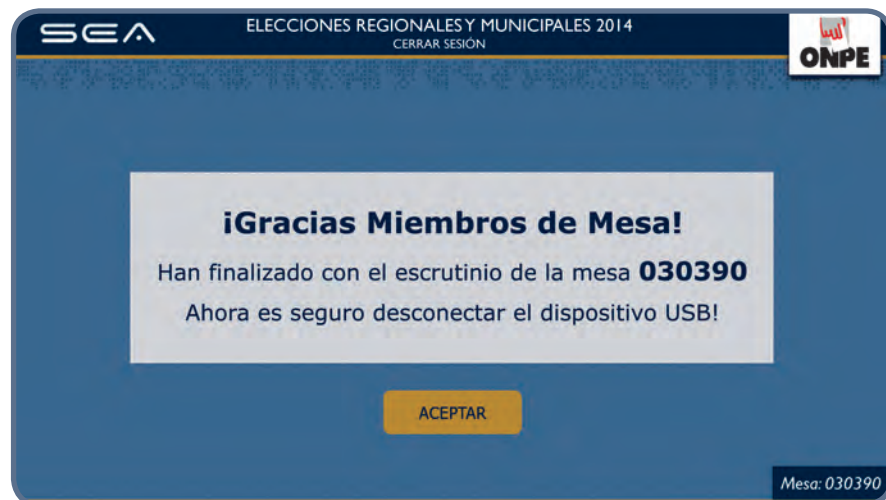 SEA
ELECCIONES REGIONALES Y MUNICIPALES 2014
CERRAR SESIÓN
ONPE
¡Gracias Miembros de Mesa!
Han finalizado con el escrutinio de la mesa 030390
Ahora es seguro desconectar el dispositivo USB!
ACEPTAR
Mesa: 030390